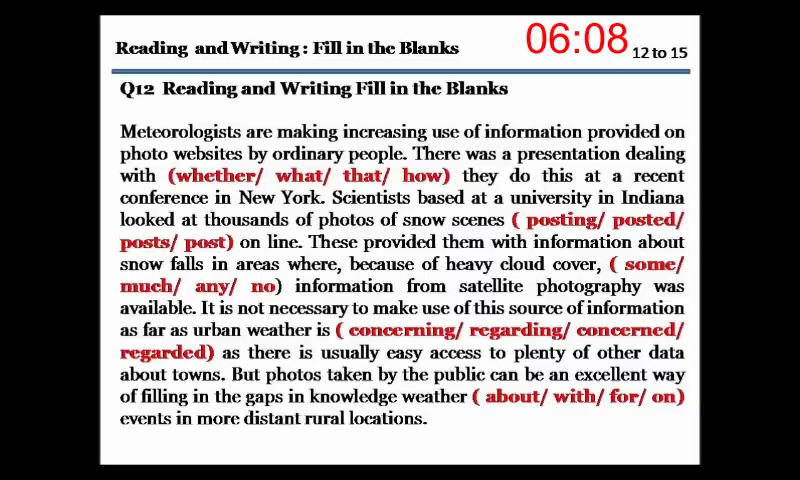 Reading and Writing : Fill in the Blanks
06:08
12 to 15
Q12 Reading and Writing Fill in the Blanks
Meteorologists are making increasing use of information provided on
photo websites by ordinary people. There was a presentation dealing
with (whether/ what/ that/ how) they do this at a recent
conference in New York. Scientists based at a university in Indiana
looked at thousands of photos of snow scenes ( posting/ posted/
posts/ post) on line. These provided them with information about
snow falls in areas where, because of heavy cloud cover, ( some/
much/ any/ no) information from satellite photography was
available. It is not necessary to make use of this source of information
as far as urban weather is ( concerning/ regarding/ concerned/
regarded) as there is usually easy access to plenty of other data
about towns. But photos taken by the public can be an excellent way
of filling in the gaps in knowledge weather ( about/ with/ for/ on)
events in more distant rural locations.